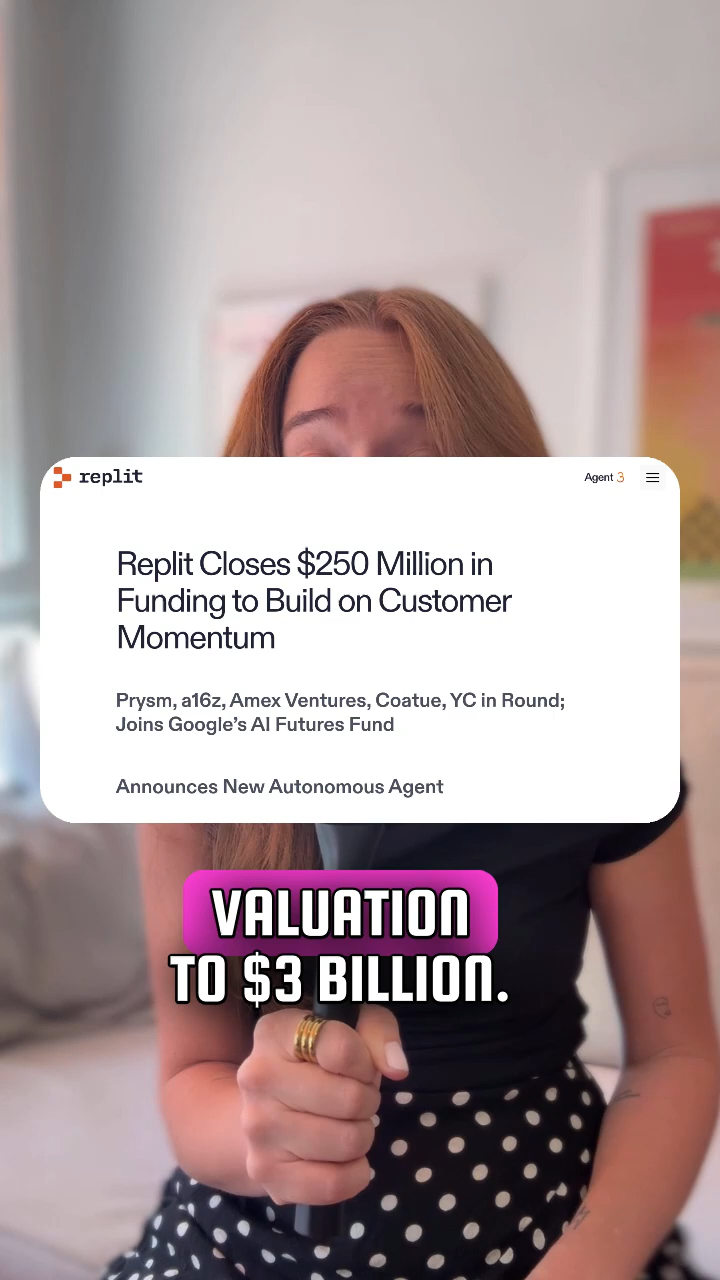 replit
Agent 3
Replit Closes $250 Million in
Funding to Build on Customer
Momentum
Prysm, a16z, Amex Ventures, Coatue, YC in Round;
Joins Google’s AI Futures Fund
Announces New Autonomous Agent
VALUATION
TO $3 BILLION.